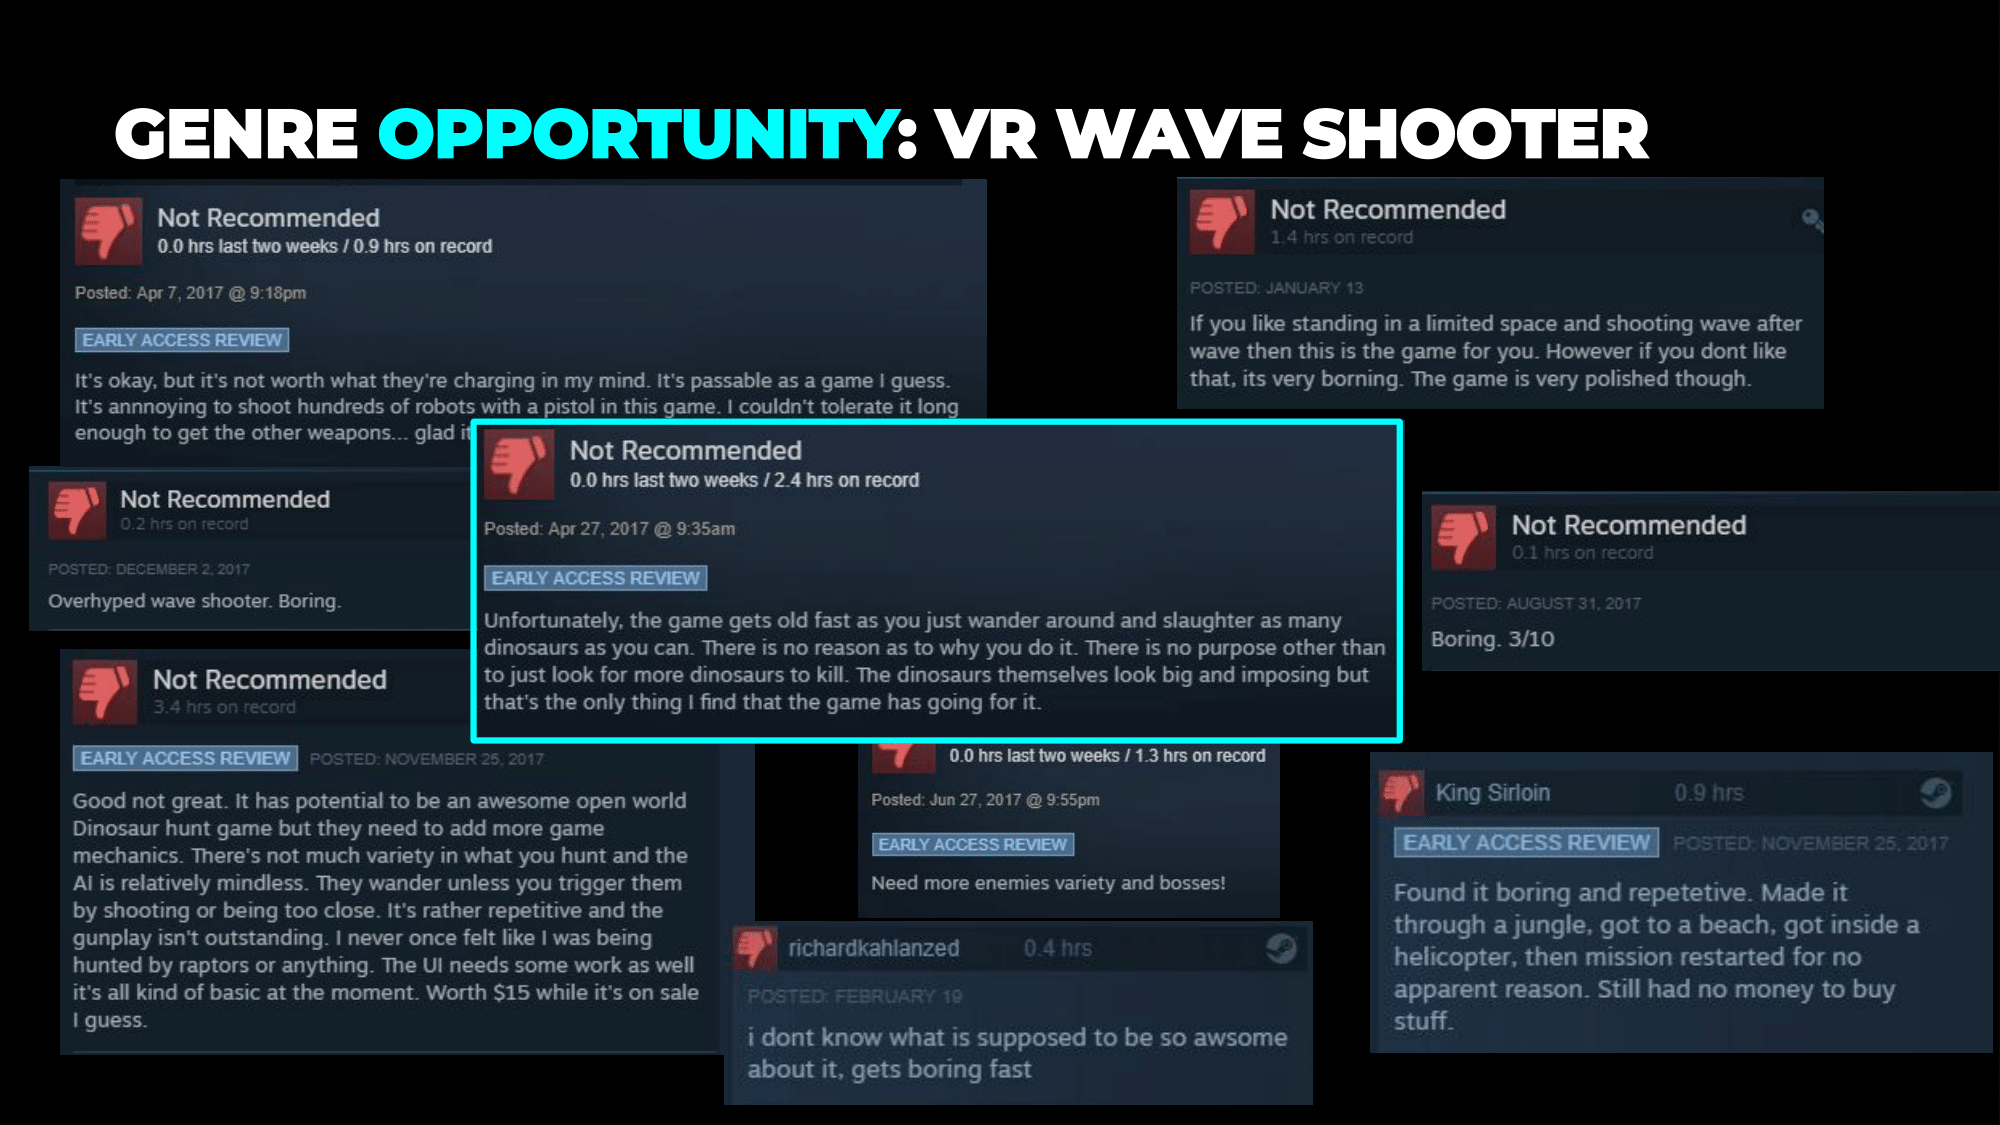 GENRE OPPORTUNITY: VR WAVE SHOOTER
Not Recommended
0.0 hrs last two weeks / 0.9 hrs on record
Posted: Apr 7, 2017 @ 9:18pm
EARLY ACCESS REVIEW
It's okay, but it's not worth what they're charging in my mind. It's passable as a game I guess.
It's annnoying to shoot hundreds of robots with a pistol in this game. I couldn't tolerate it long
enough to get the other weapons... glad it
Not Recommended
1.4 hrs on record
POSTED: JANUARY 13
If you like standing in a limited space and shooting wave after
wave then this is the game for you. However if you dont like
that, its very borning. The game is very polished though.
Not Recommended
0.2 hrs on record
POSTED: DECEMBER 2, 2017
Overhyped wave shooter. Boring.
Not Recommended
0.0 hrs last two weeks / 2.4 hrs on record
Posted: Apr 27, 2017 @ 9:35am
EARLY ACCESS REVIEW
Unfortunately, the game gets old fast as you just wander around and slaughter as many
dinosaurs as you can. There is no reason as to why you do it. There is no purpose other than
to just look for more dinosaurs to kill. The dinosaurs themselves look big and imposing but
that's the only thing I find that the game has going for it.
Not Recommended
0.1 hrs on record
POSTED: AUGUST 31, 2017
Boring. 3/10
Not Recommended
3.4 hrs on record
EARLY ACCESS REVIEW POSTED: NOVEMBER 25, 2017
Good not great. It has potential to be an awesome open world
Dinosaur hunt game but they need to add more game
mechanics. There's not much variety in what you hunt and the
AI is relatively mindless. They wander unless you trigger them
by shooting or being too close. It's rather repetitive and the
gunplay isn't outstanding. I never once felt like I was being
hunted by raptors or anything. The UI needs some work as well
it's all kind of basic at the moment. Worth $15 while it's on sale
I guess.
0.0 hrs last two weeks / 1.3 hrs on record
Posted: Jun 27, 2017 @ 9:55pm
EARLY ACCESS REVIEW
Need more enemies variety and bosses!
richardkahlanzed 0.4 hrs
POSTED: FEBRUARY 19
i dont know what is supposed to be so awsome
about it, gets boring fast
King Sirloin 0.9 hrs
EARLY ACCESS REVIEW POSTED: NOVEMBER 25, 2017
Found it boring and repetetive. Made it
through a jungle, got to a beach, got inside a
helicopter, then mission restarted for no
apparent reason. Still had no money to buy
stuff.